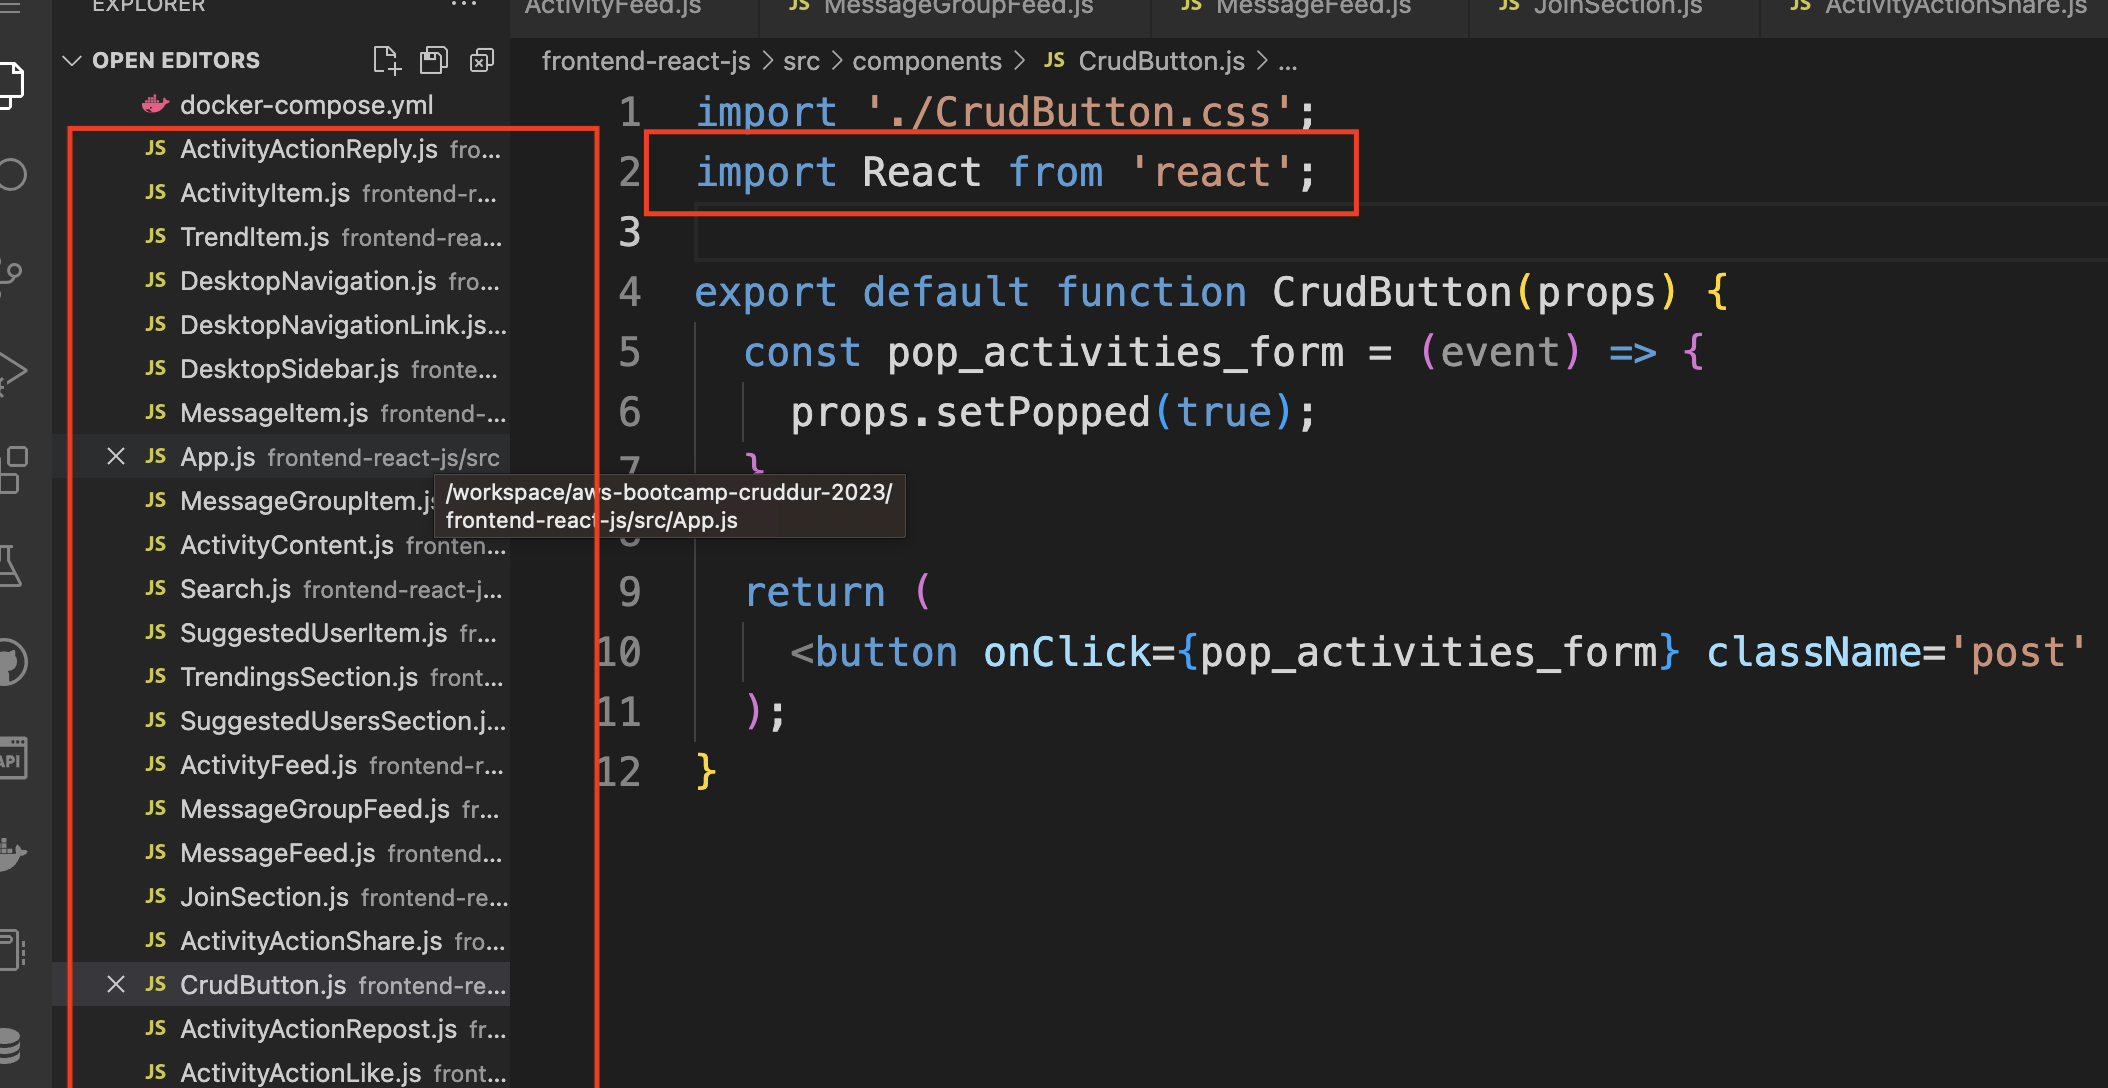 EXPLORER
OPEN EDITORS
docker-compose.yml
JS ActivityActionReply.js fro...
JS ActivityItem.js frontend-r...
JS TrendItem.js frontend-rea...
JS DesktopNavigation.js fro...
JS DesktopNavigationLink.js...
JS DesktopSidebar.js fronte...
JS MessageItem.js frontend-...
JS App.js frontend-react-js/src
JS MessageGroupItem.js
JS ActivityContent.js fronten...
JS Search.js frontend-react-j...
JS SuggestedUserItem.js fr...
JS TrendingsSection.js front...
JS SuggestedUsersSection.j...
JS ActivityFeed.js frontend-r...
JS MessageGroupFeed.js fr...
JS MessageFeed.js frontend...
JS JoinSection.js frontend-re...
JS ActivityActionShare.js fro...
JS CrudButton.js frontend-re...
JS ActivityActionRepost.js fr...
JS ActivityActionLike.js front...
API
/workspace/aws-bootcamp-cruddur-2023/
frontend-react-js/src/App.js
ActivityFeed.js JS MessageGroupFeed.js JS MessageFeed.js JS JoinSection.js JS ActivityActionShare.js
frontend-react-js > src > components > JS CrudButton.js > ...
1 import './CrudButton.css';
2 import React from 'react';
3
4 export default function CrudButton(props) {
5 const pop_activities_form = (event) => {
6 props.setPopped(true);
7 }
8
9 return (
10 <button onClick={pop_activities_form} className='post'
11 );
12 }